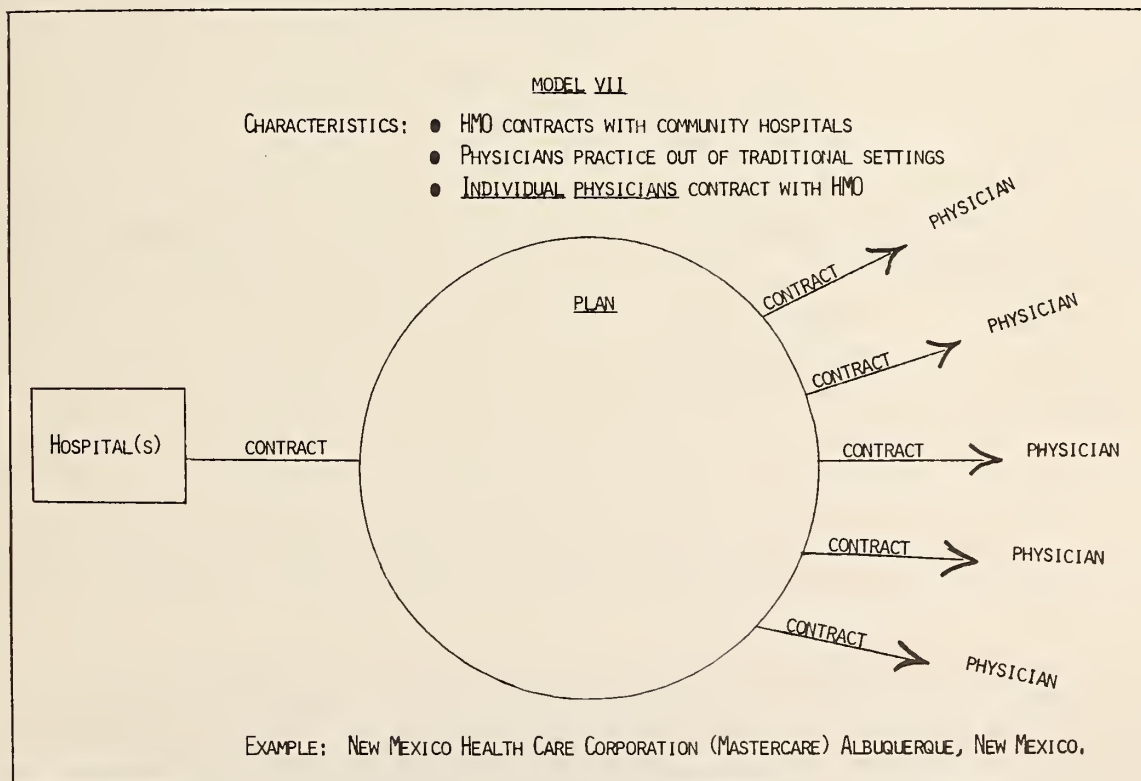 MODEL VII
CHARACTERISTICS: ● HMO CONTRACTS WITH COMMUNITY HOSPITALS
● PHYSICIANS PRACTICE OUT OF TRADITIONAL SETTINGS
● INDIVIDUAL PHYSICIANS CONTRACT WITH HMO
CONTRACT PHYSICIAN
PLAN
CONTRACT PHYSICIAN
HOSPITAL(S) CONTRACT CONTRACT PHYSICIAN
CONTRACT PHYSICIAN
CONTRACT PHYSICIAN
EXAMPLE: NEW MEXICO HEALTH CARE CORPORATION (MASTERCARE) ALBUQUERQUE, NEW MEXICO.